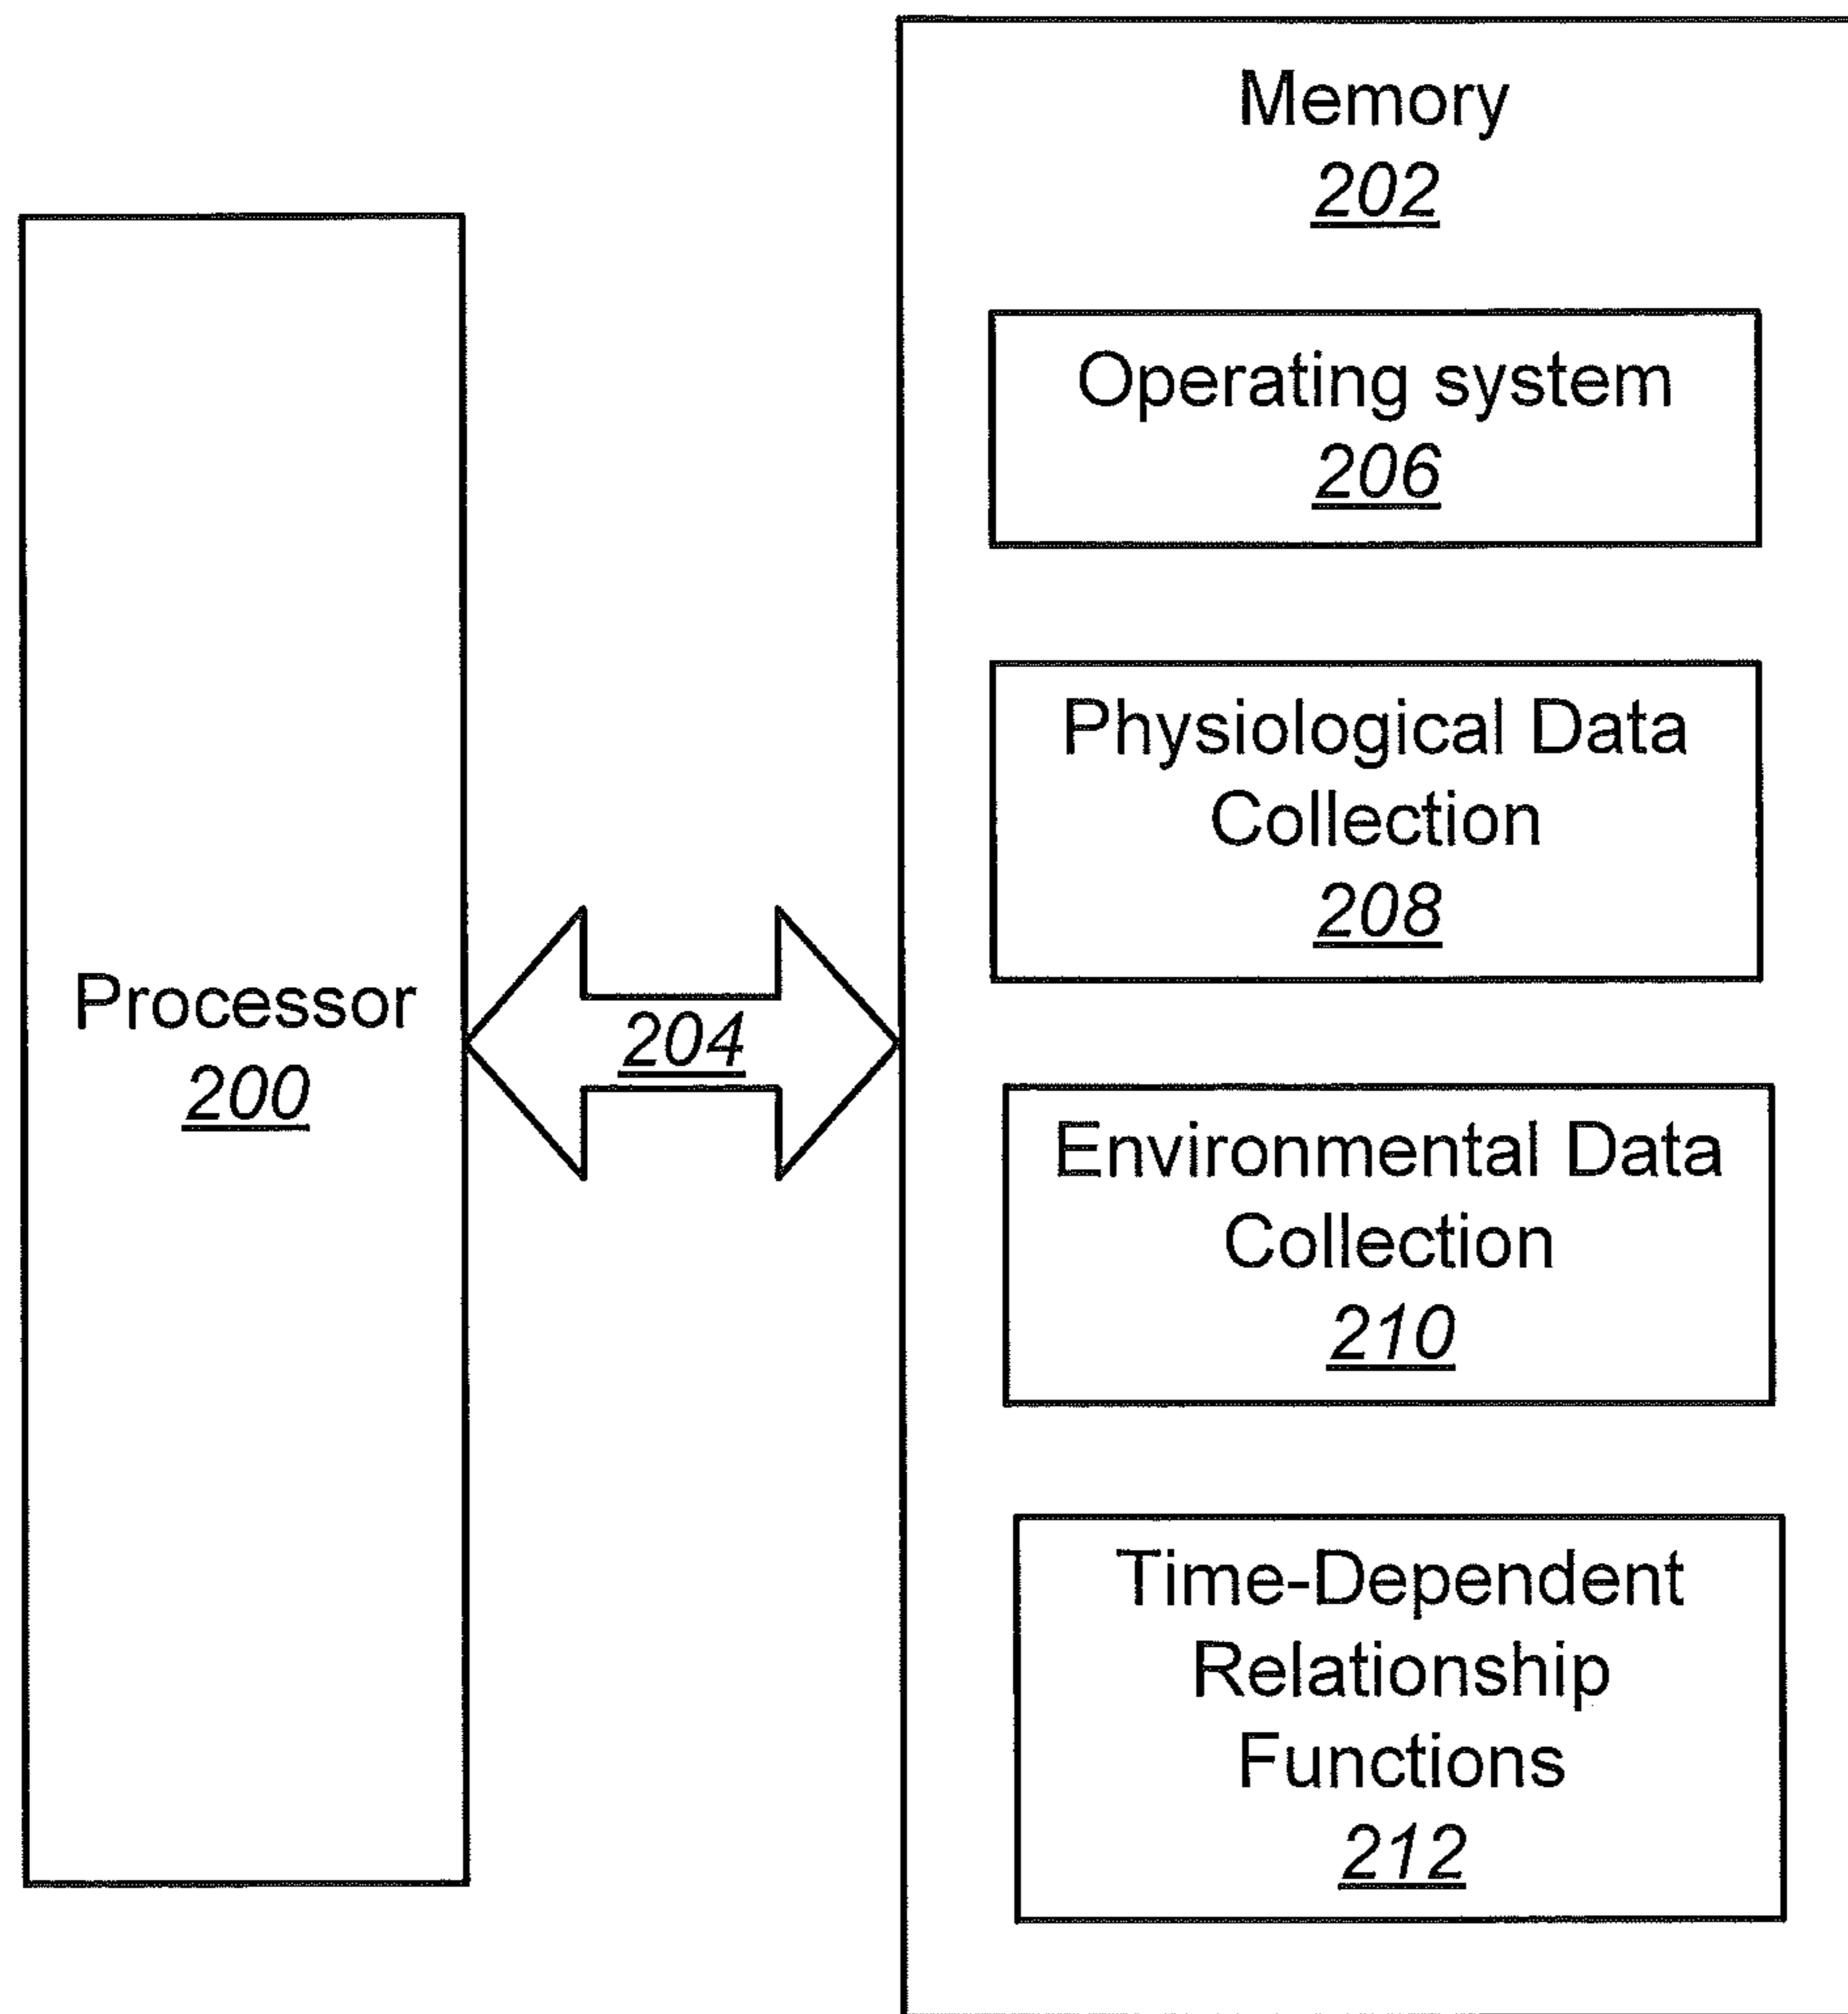 Memory
202
Operating system
206
Physiological Data
Collection
208
Processor
200
204
Environmental Data
Collection
210
Time-Dependent
Relationship
Functions
212